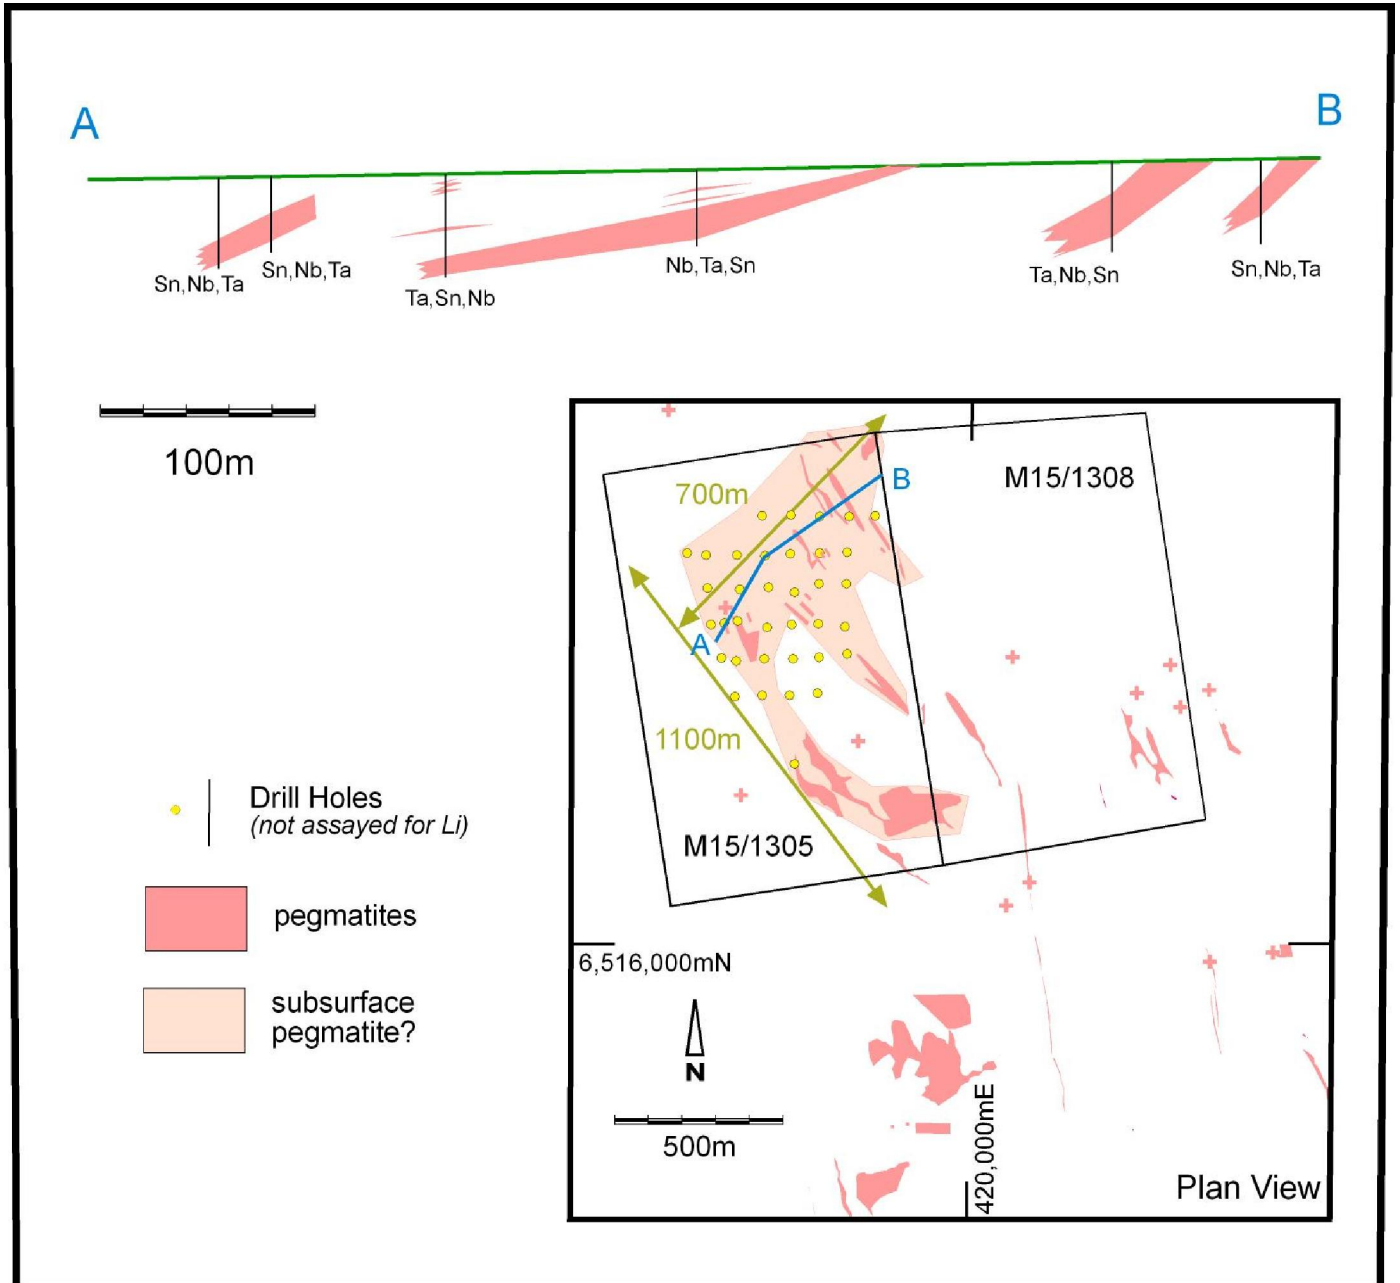 A
B
Sn,Nb,Ta
Sn,Nb,Ta
Ta,Sn,Nb
Nb,Ta,Sn
Ta,Nb,Sn
Sn,Nb,Ta
100m
M15/1308
700m
B
A
1100m
M15/1305
Drill Holes
(not assayed for Li)
pegmatites
subsurface
pegmatite?
6,516,000mN
N
500m
420,000mE
Plan View